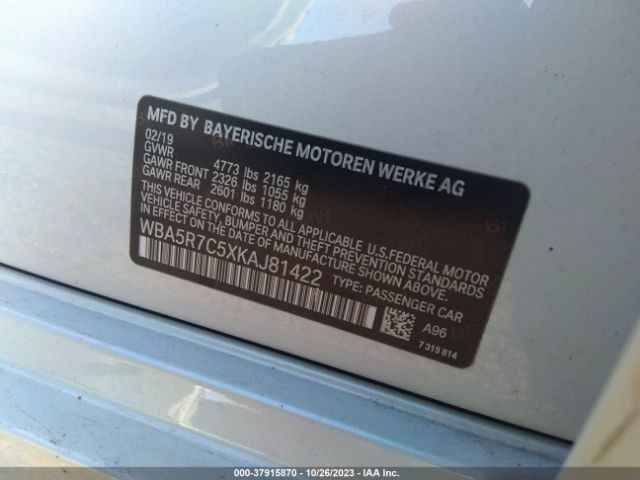 MFD BY BAYERISCHE MOTOREN WERKE AG
02/19
GVWR 4773 lbs 2165 kg
GAWR FRONT 2326 lbs 1055 kg
GAWR REAR 2601 lbs 1180 kg
THIS VEHICLE CONFORMS TO ALL APPLICABLE U.S.FEDERAL MOTOR
VEHICLE SAFETY, BUMPER AND THEFT PREVENTION STANDARDS
IN EFFECT ON THE DATE OF MANUFACTURE SHOWN ABOVE.
WBA5R7C5XKAJ81422 TYPE: PASSENGER CAR
A96
7 315 814
000-37915870 | 10/26/2023 | IAA Inc.